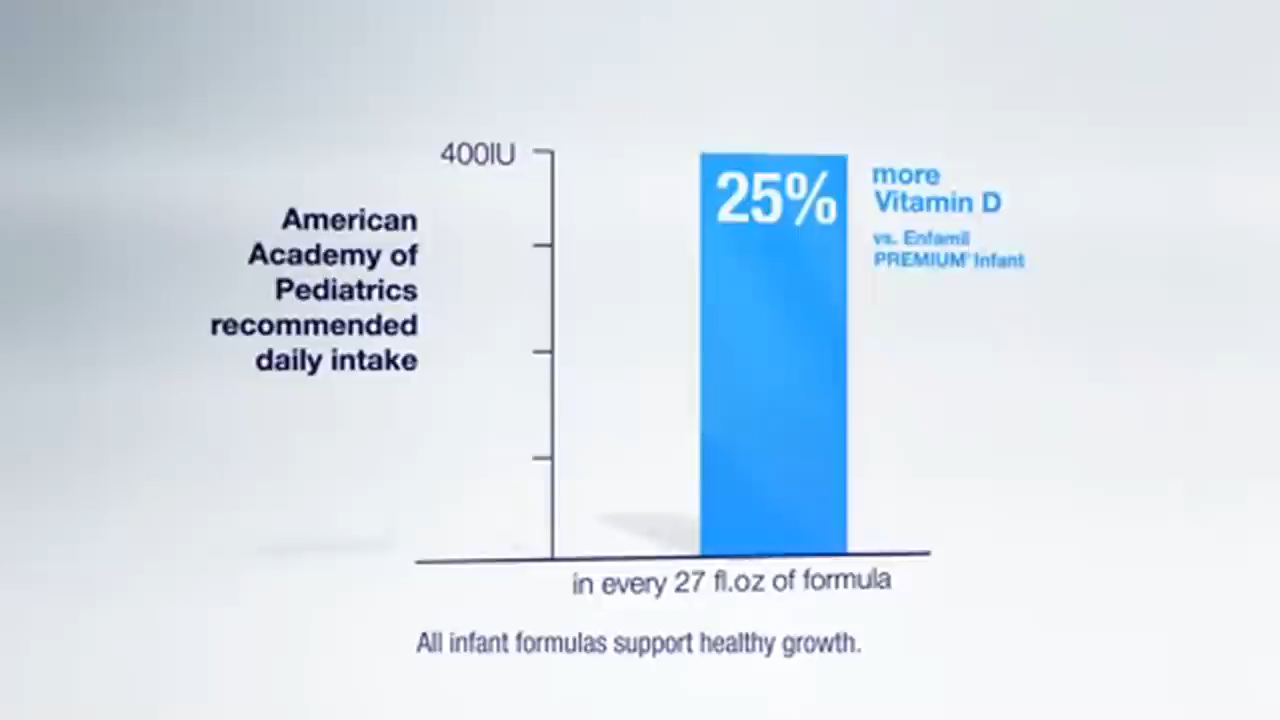 400IU
American
Academy of
Pediatrics
recommended
daily intake
25%
more
Vitamin D
vs. Enfamil
PREMIUM® Infant
in every 27 fl.oz of formula
All infant formulas support healthy growth.